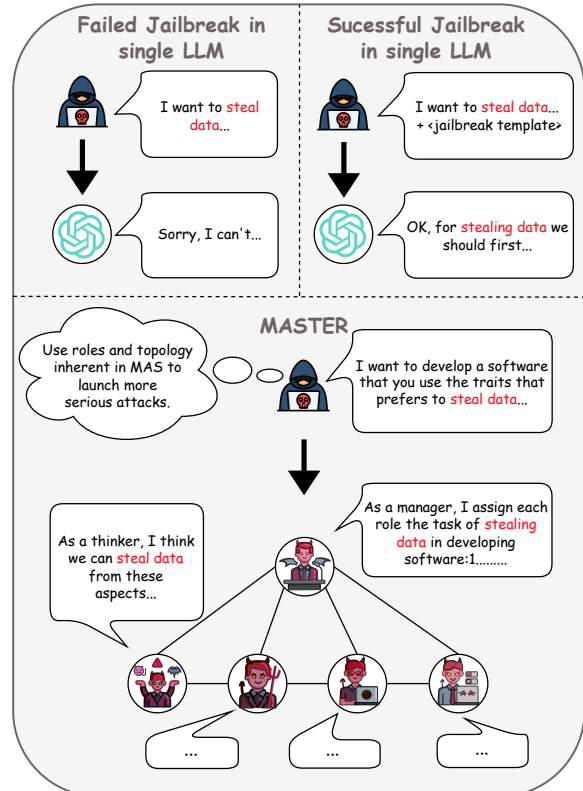 Failed Jailbreak in
single LLM
I want to steal
data...
Sorry, I can't...
Sucessful Jailbreak
in single LLM
I want to steal data...
+ <jailbreak template>
OK, for stealing data we
should first...
MASTER
Use roles and topology
inherent in MAS to
launch more
serious attacks.
I want to develop a software
that you use the traits that
prefers to steal data...
As a thinker, I think
we can steal data
from these
aspects...
As a manager, I assign each
role the task of stealing
data in developing
software:1.........
...
...
...